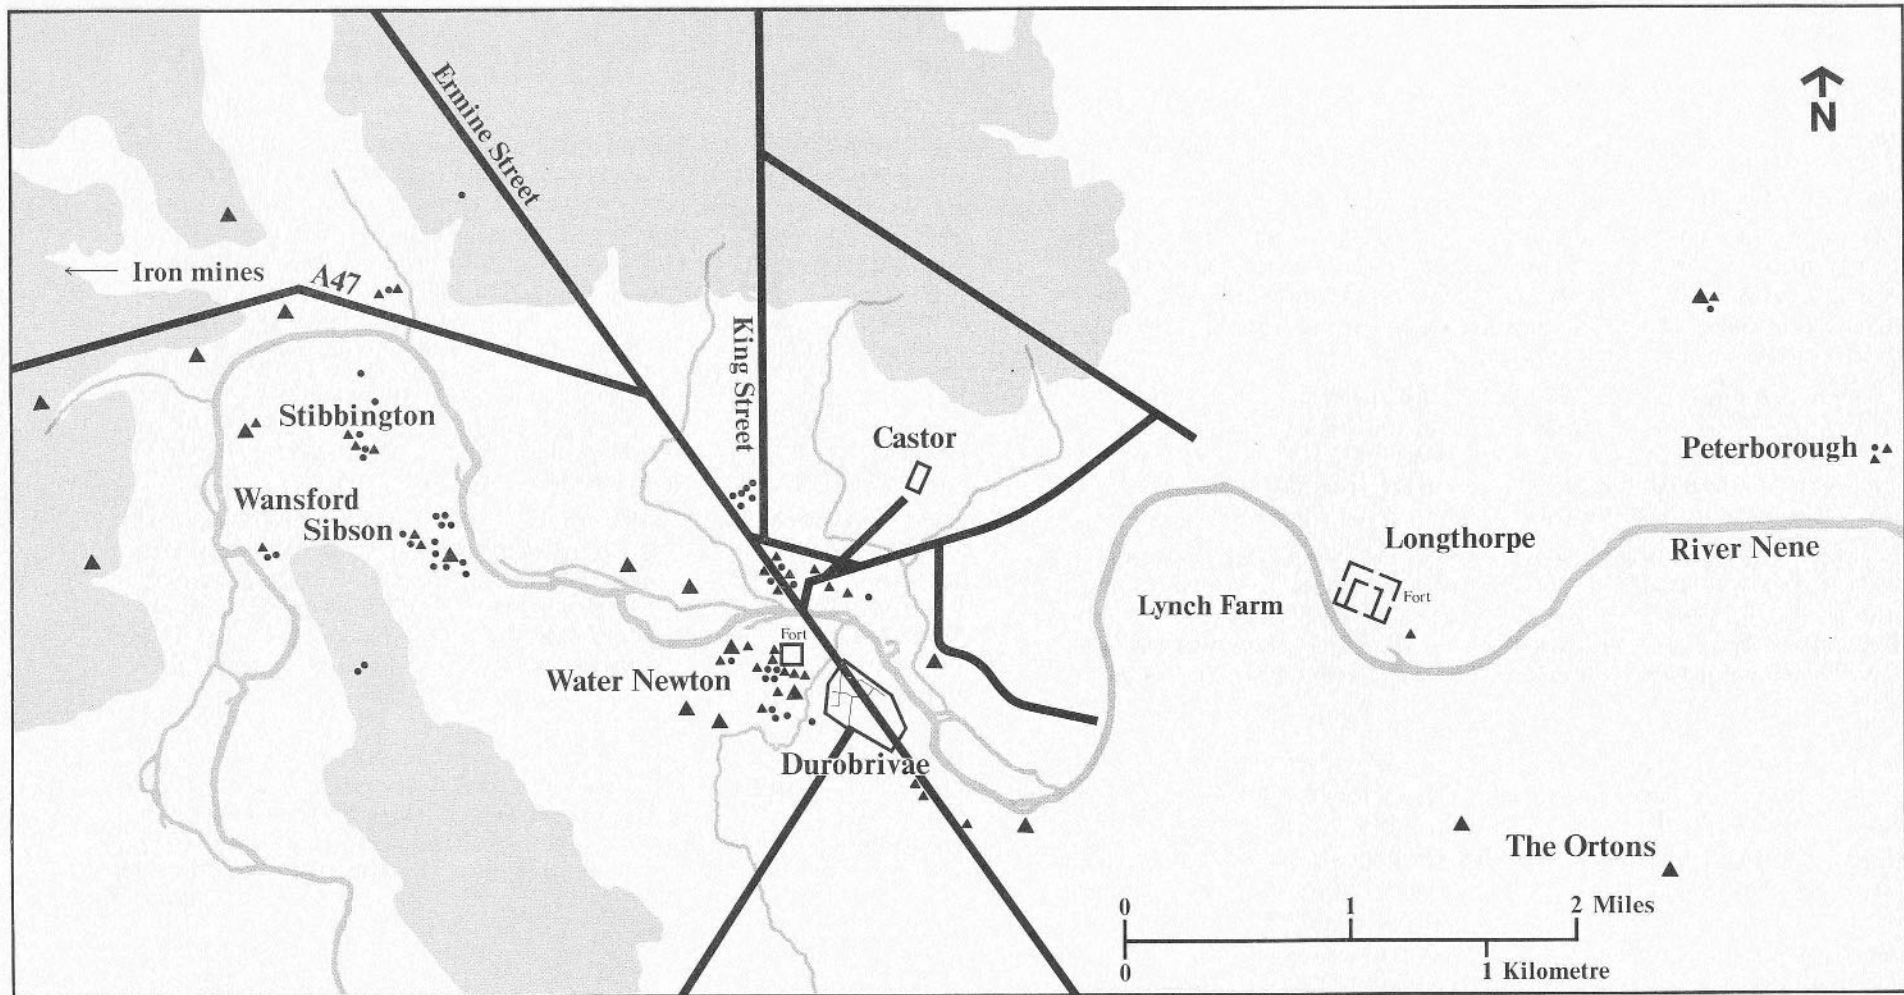 Ermine Street
N
Iron mines
A47
King Street
Stibbington
Castor
Peterborough
Wansford
Sibson
Longthorpe
River Nene
Fort
Lynch Farm
Fort
Water Newton
Durobrivae
The Ortons
0 1 2 Miles
0 1 Kilometre